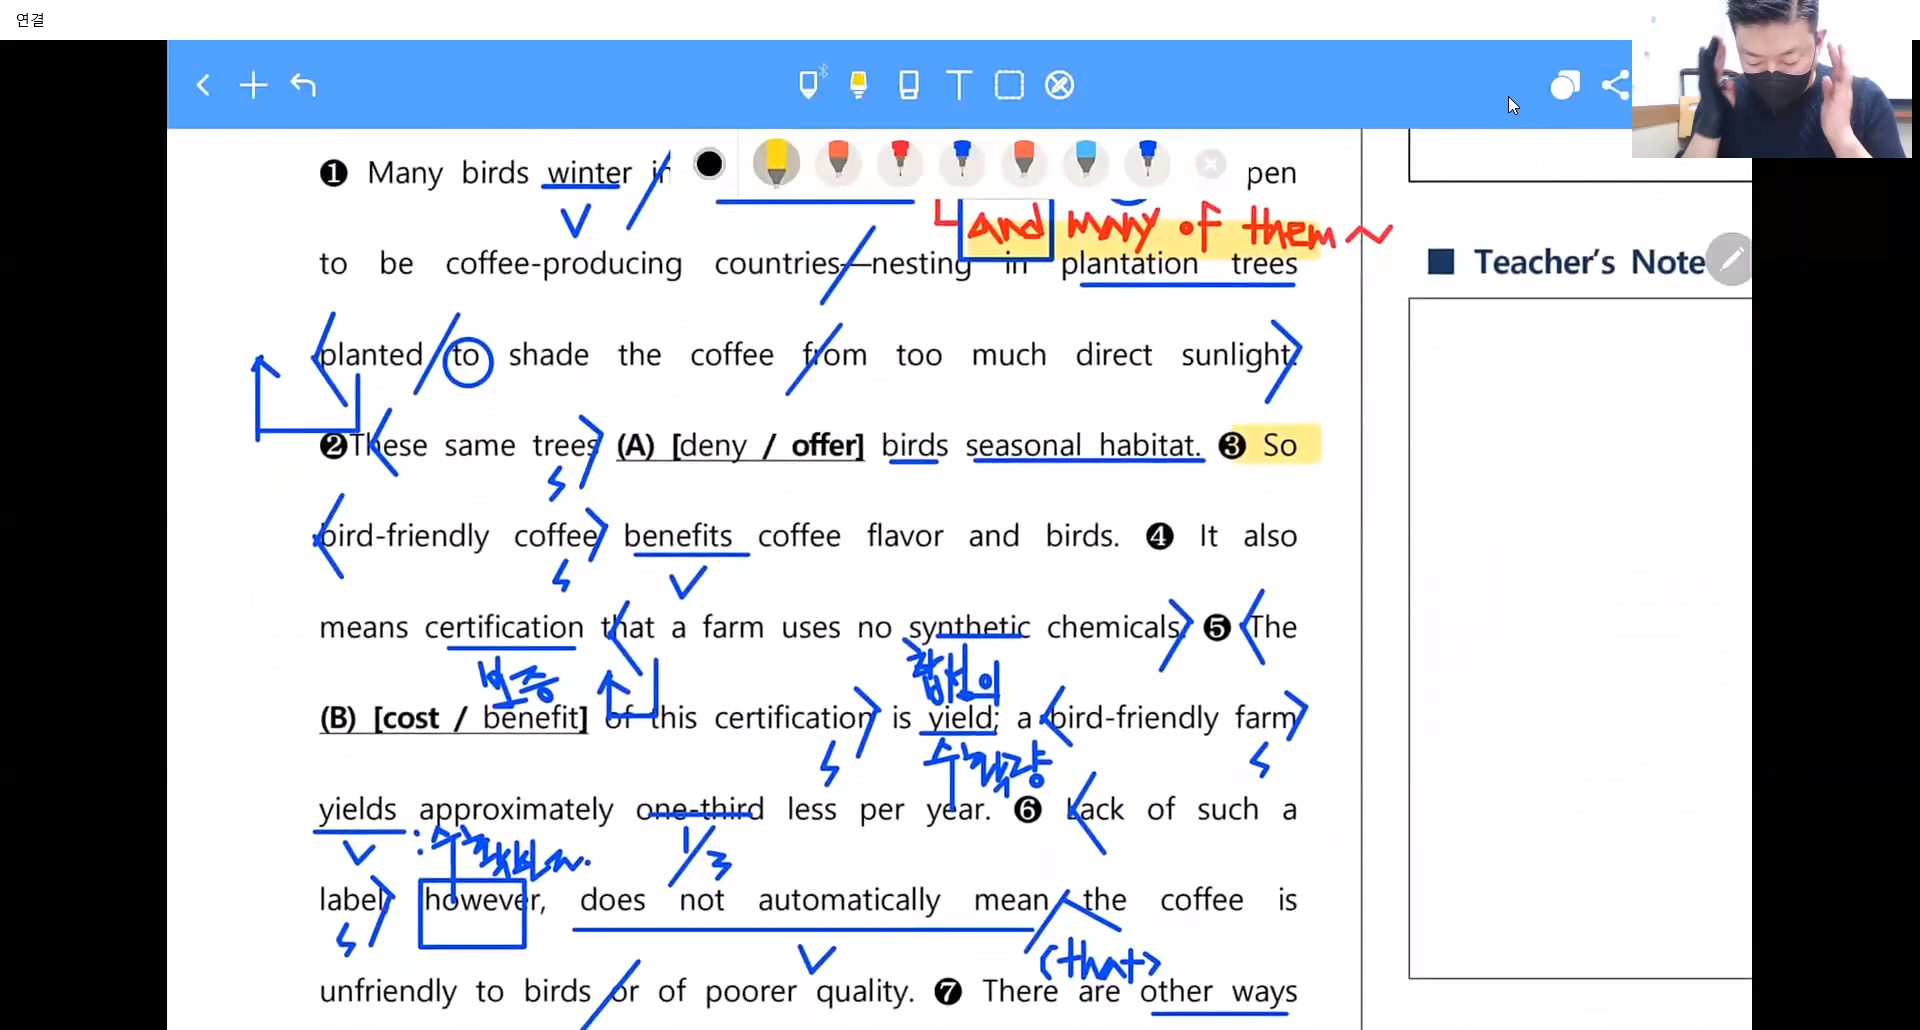 연결
❶ Many birds winter in pen
and many of them ~
to be coffee-producing countries—nesting in plantation trees
■ Teacher's Note
planted to shade the coffee from too much direct sunlight.
❷ These same trees (A) [deny / offer] birds seasonal habitat. ❸ So
S
bird-friendly coffee benefits coffee flavor and birds. ❹ It also
S V
V
means certification that a farm uses no synthetic chemicals. ❺ The
보증 합성의
(B) [cost / benefit] of this certification is yield; a bird-friendly farm
S 수확량 S
yields approximately one-third less per year. ❻ Lack of such a
V 1/3
label, however, does not automatically mean the coffee is
S V (that)
unfriendly to birds or of poorer quality. ❼ There are other ways